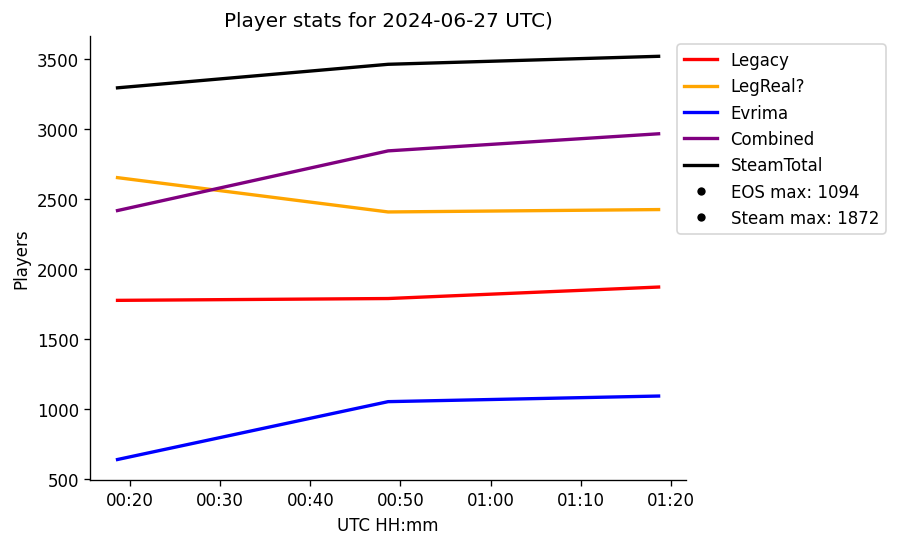 Player stats for 2024-06-27 UTC)
3500
3000
2500
2000
1500
1000
500
Players
00:20 00:30 00:40 00:50 01:00 01:10 01:20
UTC HH:mm
Legacy
LegReal?
Evrima
Combined
SteamTotal
EOS max: 1094
Steam max: 1872